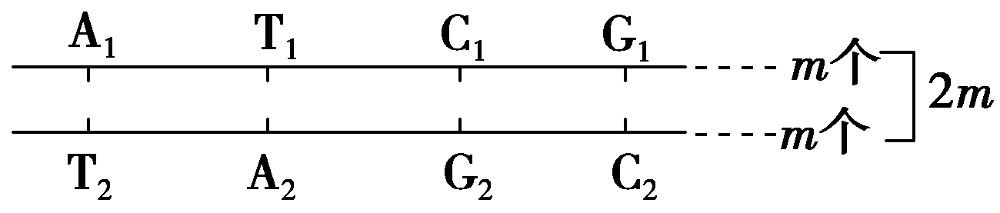 A₁ T₁ C₁ G₁ m个
2m
T₂ A₂ G₂ C₂ m个